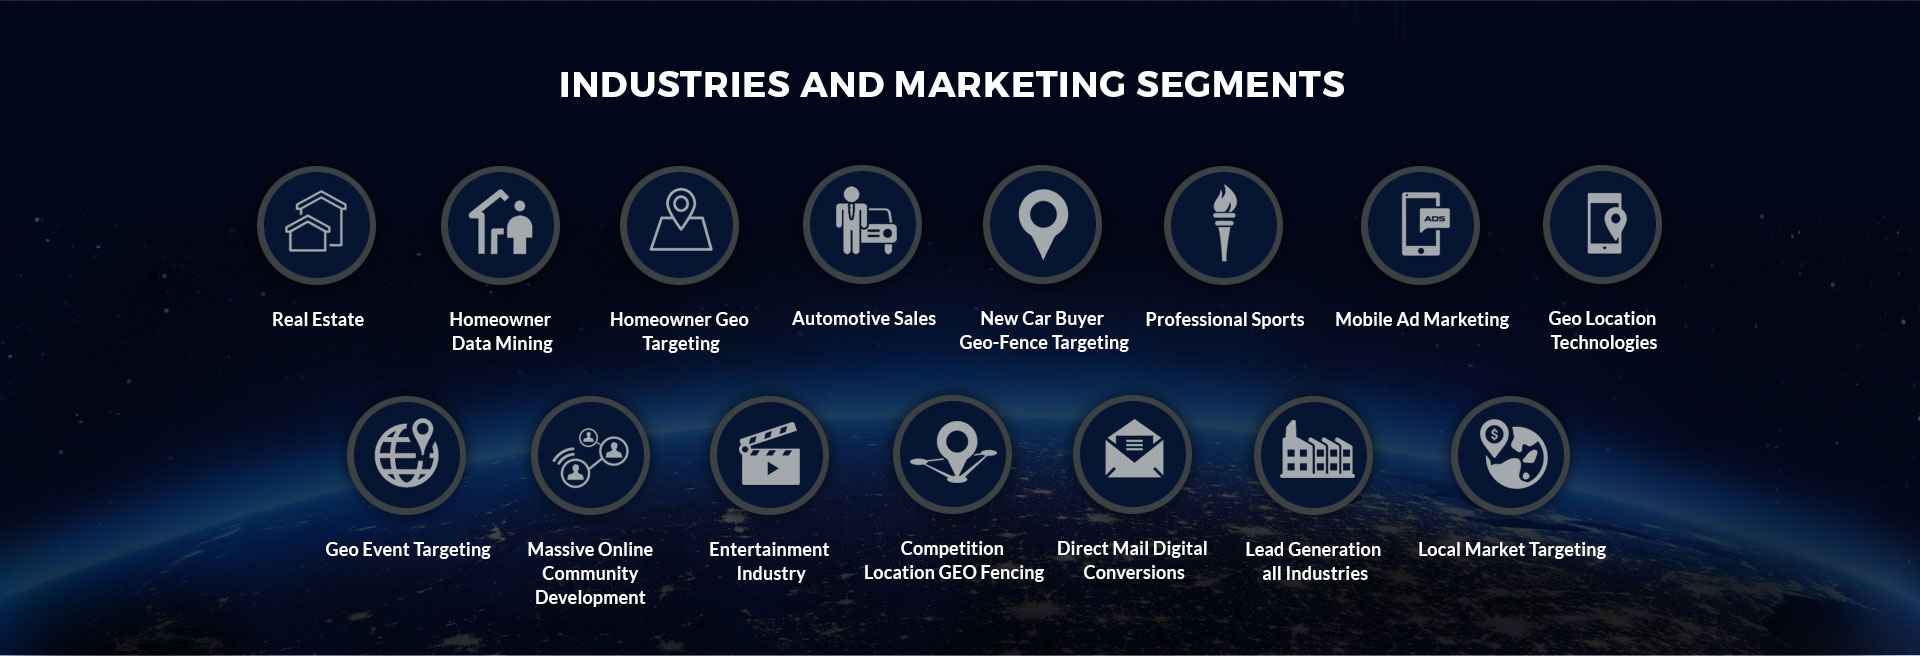 INDUSTRIES AND MARKETING SEGMENTS
ADS
Real Estate
Homeowner
Data Mining
Homeowner Geo
Targeting
Automotive Sales
New Car Buyer
Geo-Fence Targeting
Professional Sports
Mobile Ad Marketing
Geo Location
Technologies
$
Geo Event Targeting
Massive Online
Community
Development
Entertainment
Industry
Competition
Location GEO Fencing
Direct Mail Digital
Conversions
Lead Generation
all Industries
Local Market Targeting